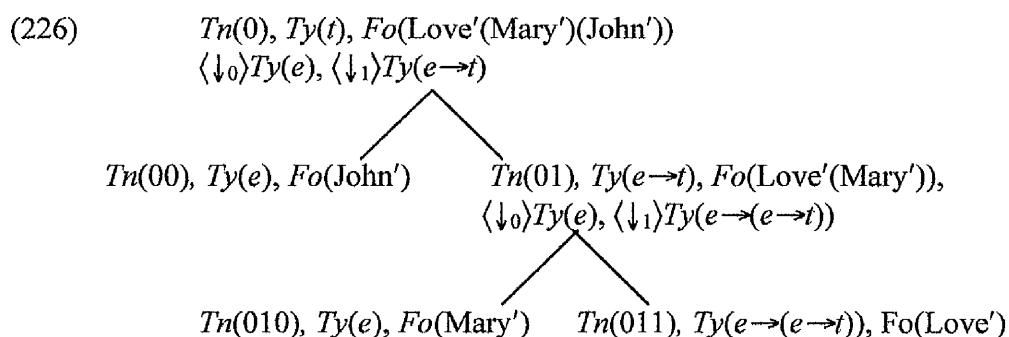 (226) Tn(0), Ty(t), Fo(Love′(Mary′)(John′))
⟨↓₀⟩Ty(e), ⟨↓₁⟩Ty(e→t)
Tn(00), Ty(e), Fo(John′) Tn(01), Ty(e→t), Fo(Love′(Mary′)),
⟨↓₀⟩Ty(e), ⟨↓₁⟩Ty(e→(e→t))
Tn(010), Ty(e), Fo(Mary′) Tn(011), Ty(e→(e→t)), Fo(Love′)